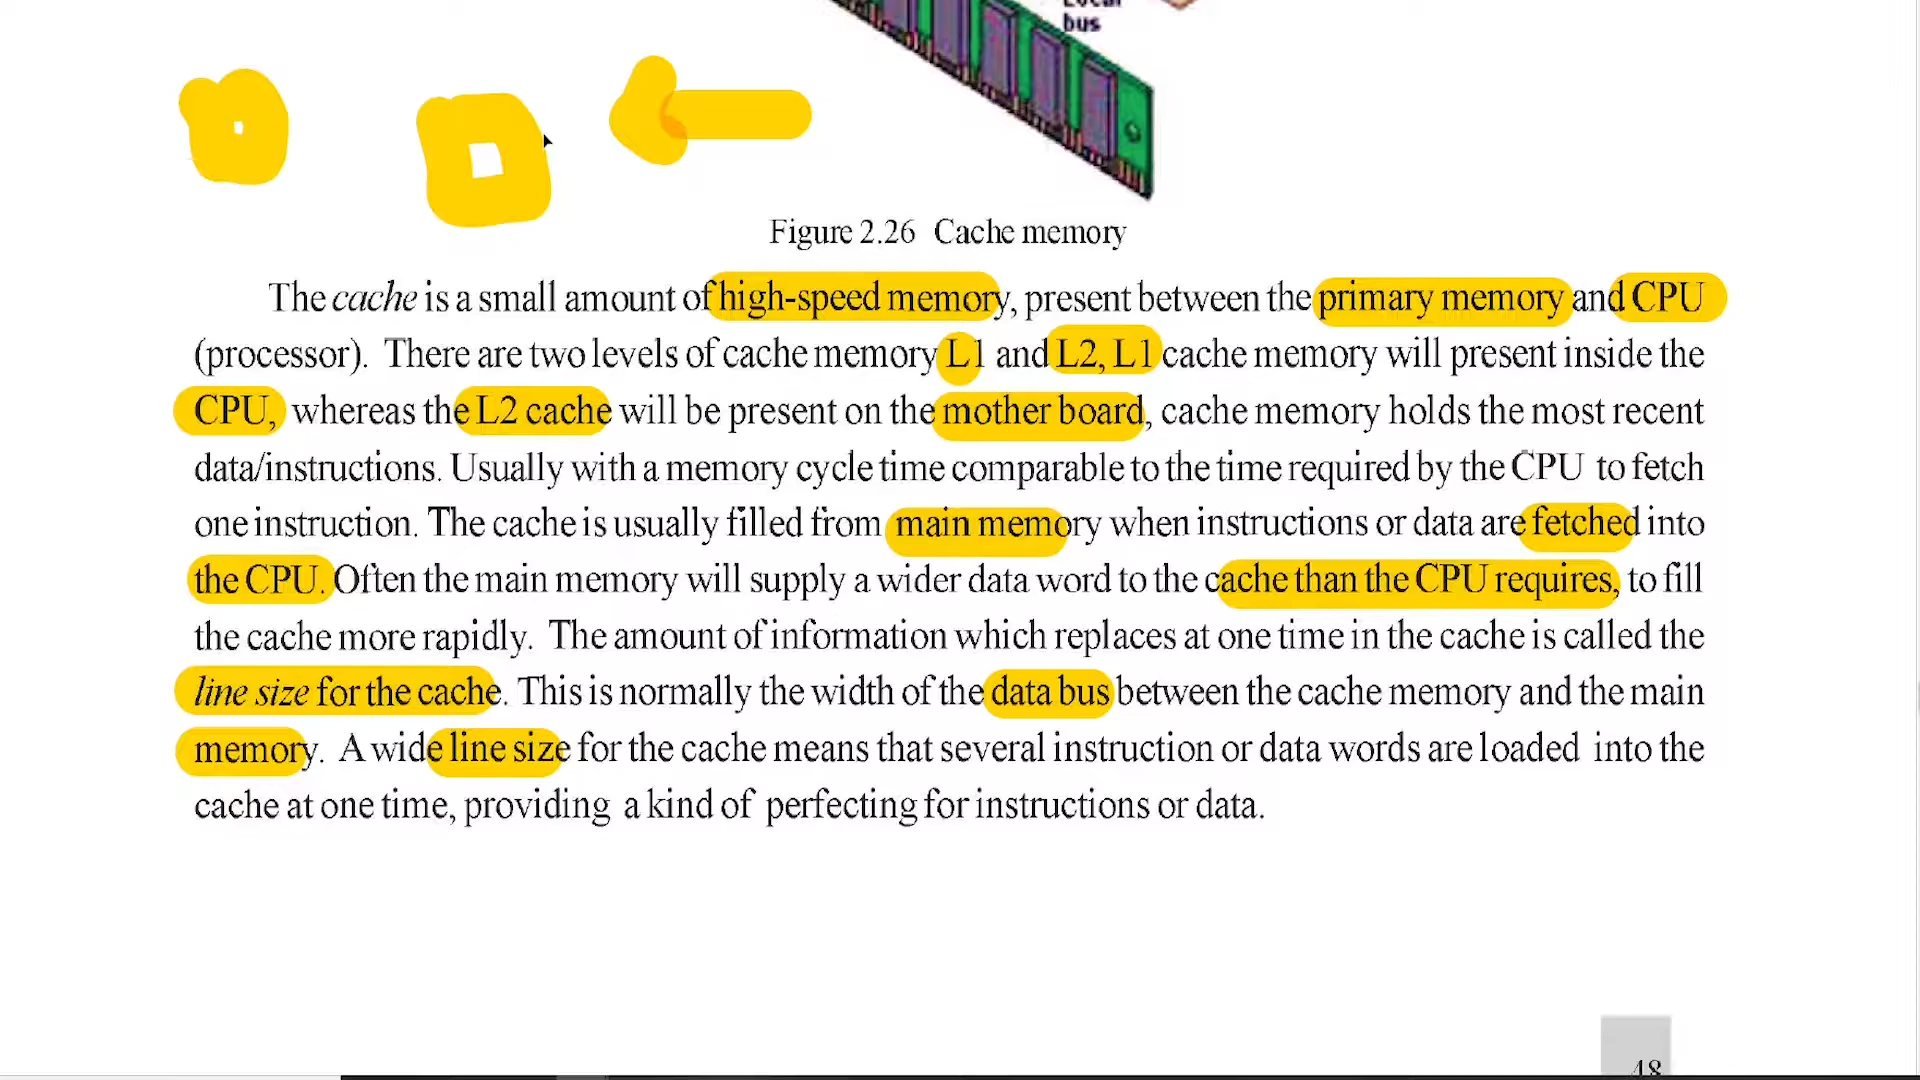 bus
Figure 2.26 Cache memory
The cache is a small amount of high-speed memory, present between the primary memory and CPU
(processor). There are two levels of cache memory L1 and L2, L1 cache memory will present inside the
CPU, whereas the L2 cache will be present on the mother board, cache memory holds the most recent
data/instructions. Usually with a memory cycle time comparable to the time required by the CPU to fetch
one instruction. The cache is usually filled from main memory when instructions or data are fetched into
the CPU. Often the main memory will supply a wider data word to the cache than the CPU requires, to fill
the cache more rapidly. The amount of information which replaces at one time in the cache is called the
line size for the cache. This is normally the width of the data bus between the cache memory and the main
memory. A wide line size for the cache means that several instruction or data words are loaded into the
cache at one time, providing a kind of perfecting for instructions or data.
48